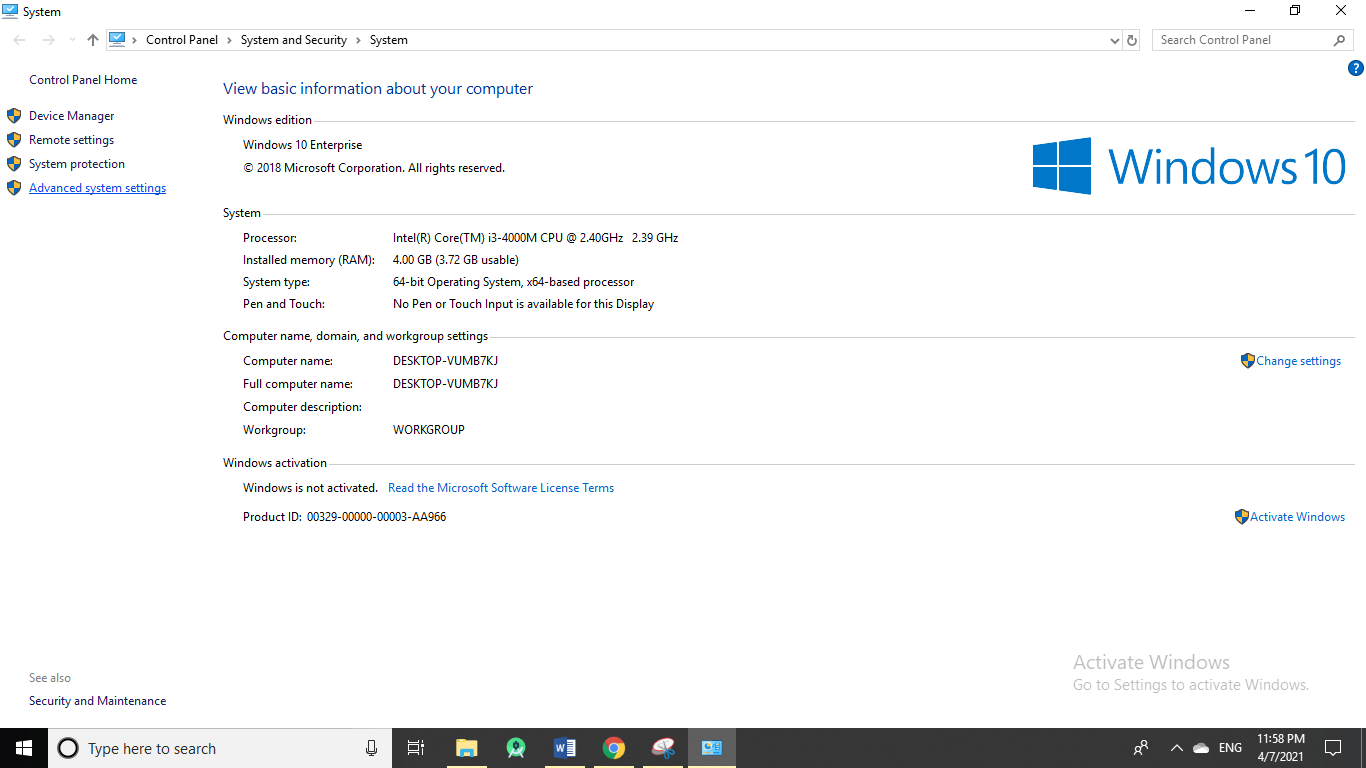 System
Control Panel > System and Security > System
Search Control Panel
Control Panel Home
Device Manager
Remote settings
System protection
Advanced system settings
View basic information about your computer
Windows edition
Windows 10 Enterprise
© 2018 Microsoft Corporation. All rights reserved.
Windows 10
System
Processor: Intel(R) Core(TM) i3-4000M CPU @ 2.40GHz 2.39 GHz
Installed memory (RAM): 4.00 GB (3.72 GB usable)
System type: 64-bit Operating System, x64-based processor
Pen and Touch: No Pen or Touch Input is available for this Display
Computer name, domain, and workgroup settings
Computer name: DESKTOP-VUMB7KJ
Change settings
Full computer name: DESKTOP-VUMB7KJ
Computer description:
Workgroup: WORKGROUP
Windows activation
Windows is not activated. Read the Microsoft Software License Terms
Product ID: 00329-00000-00003-AA966
Activate Windows
See also
Security and Maintenance
Activate Windows
Go to Settings to activate Windows.
Type here to search
ENG
11:58 PM
4/7/2021